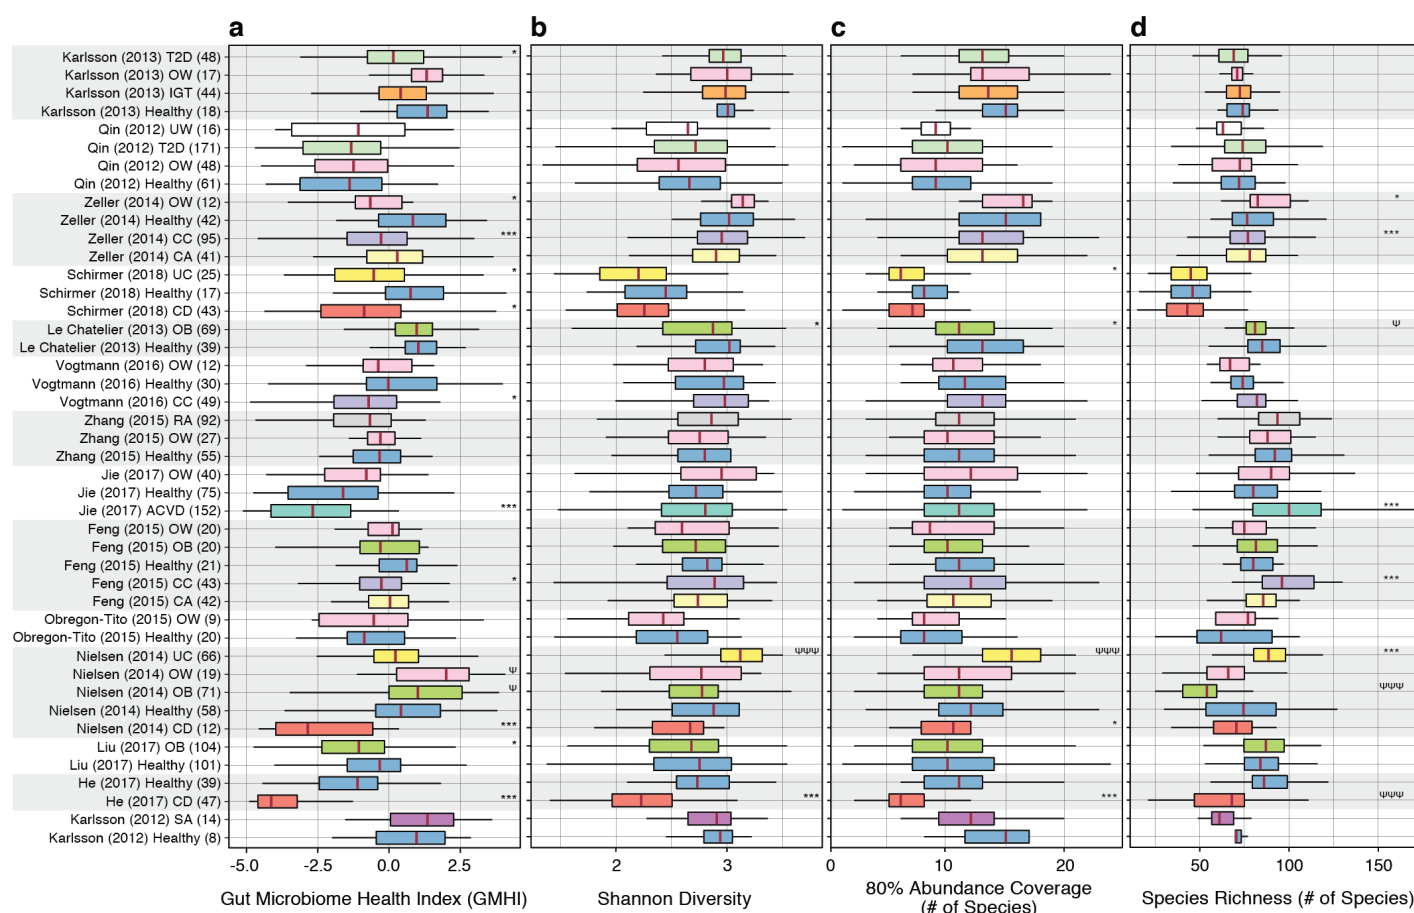 a b c d
Karlsson (2013) T2D (48) *
Karlsson (2013) OW (17)
Karlsson (2013) IGT (44)
Karlsson (2013) Healthy (18)
Qin (2012) UW (16)
Qin (2012) T2D (171)
Qin (2012) OW (48)
Qin (2012) Healthy (61)
Zeller (2014) OW (12) * *
Zeller (2014) Healthy (42)
Zeller (2014) CC (95) *** ***
Zeller (2014) CA (41)
Schirmer (2018) UC (25) * *
Schirmer (2018) Healthy (17)
Schirmer (2018) CD (43) *
Le Chatelier (2013) OB (69) * * Ψ
Le Chatelier (2013) Healthy (39)
Vogtmann (2016) OW (12)
Vogtmann (2016) Healthy (30)
Vogtmann (2016) CC (49) *
Zhang (2015) RA (92)
Zhang (2015) OW (27)
Zhang (2015) Healthy (55)
Jie (2017) OW (40)
Jie (2017) Healthy (75)
Jie (2017) ACVD (152) *** ***
Feng (2015) OW (20)
Feng (2015) OB (20)
Feng (2015) Healthy (21)
Feng (2015) CC (43) * ***
Feng (2015) CA (42)
Obregon-Tito (2015) OW (9)
Obregon-Tito (2015) Healthy (20)
Nielsen (2014) UC (66) ΨΨΨ ΨΨΨ ***
Nielsen (2014) OW (19) Ψ
Nielsen (2014) OB (71) Ψ ΨΨΨ
Nielsen (2014) Healthy (58)
Nielsen (2014) CD (12) *** *
Liu (2017) OB (104) *
Liu (2017) Healthy (101)
He (2017) Healthy (39)
He (2017) CD (47) *** *** *** ΨΨΨ
Karlsson (2012) SA (14)
Karlsson (2012) Healthy (8)
-5.0 -2.5 0.0 2.5 2 3 0 10 20 50 100 150
Gut Microbiome Health Index (GMHI) Shannon Diversity 80% Abundance Coverage Species Richness (# of Species)
(# of Species)